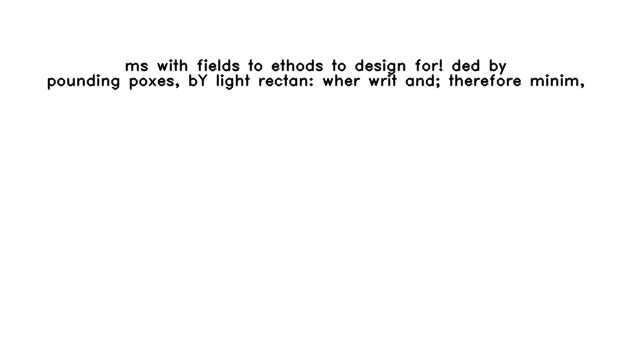 ms with fields to ethods to design for! ded by
pounding poxes, bY light rectan: wher writ and; therefore minim,